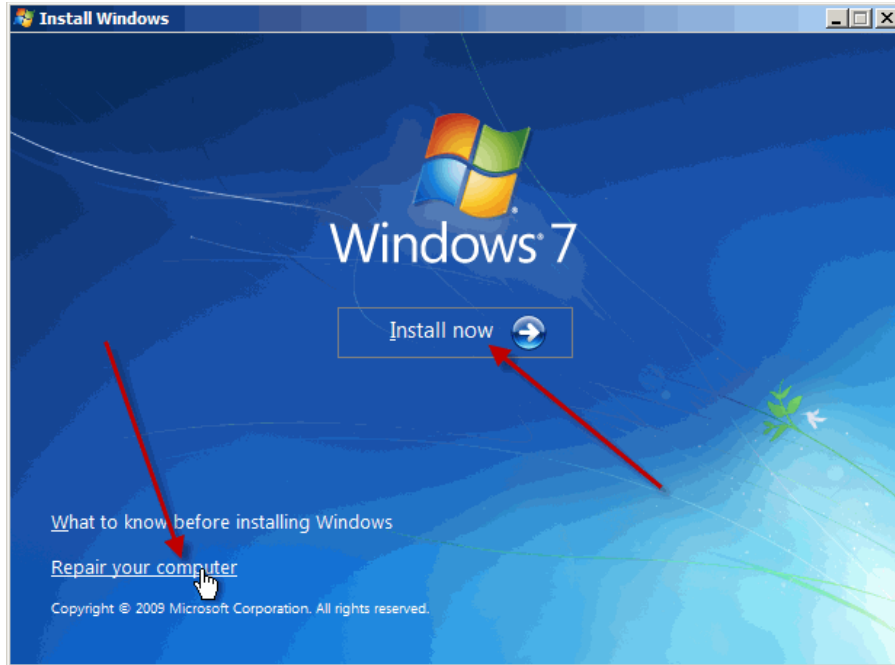 Install Windows
Windows® 7
Install now
What to know before installing Windows
Repair your computer
Copyright © 2009 Microsoft Corporation. All rights reserved.